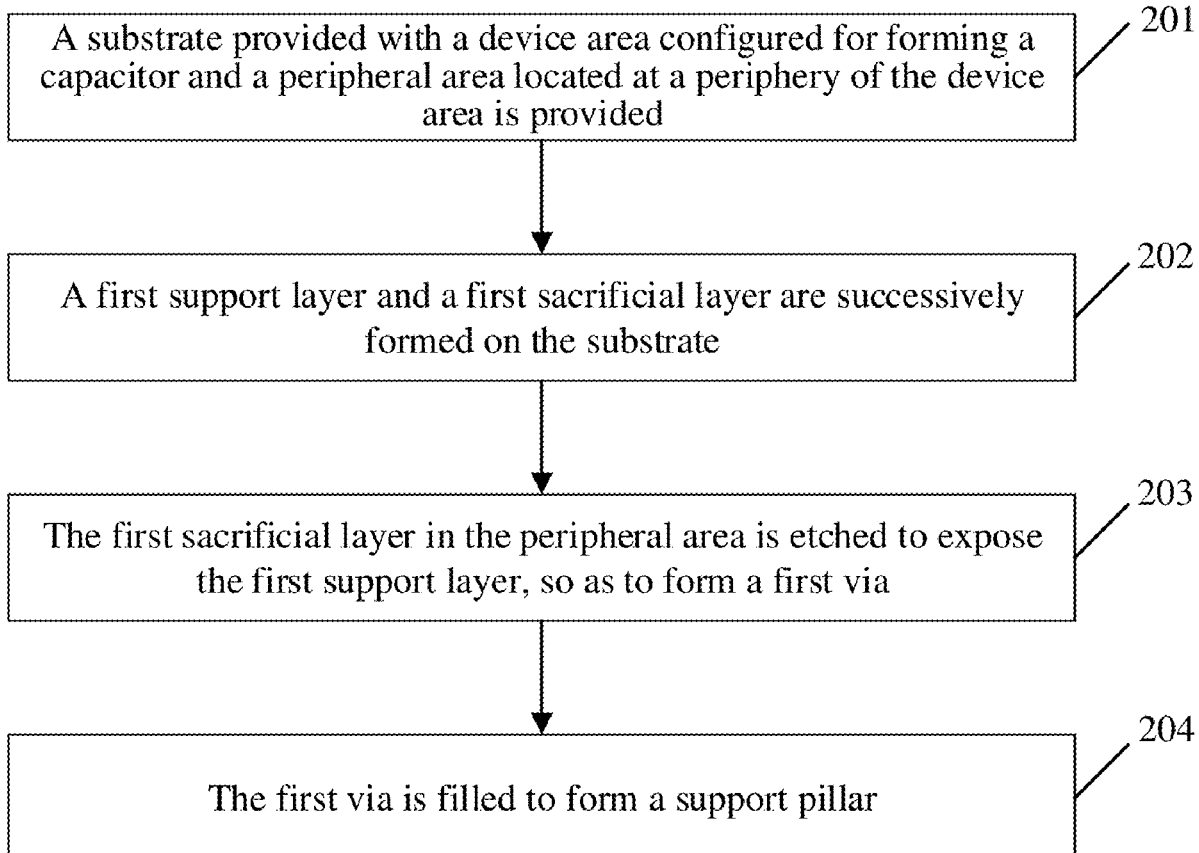 201
A substrate provided with a device area configured for forming a
capacitor and a peripheral area located at a periphery of the device
area is provided
202
A first support layer and a first sacrificial layer are successively
formed on the substrate
203
The first sacrificial layer in the peripheral area is etched to expose
the first support layer, so as to form a first via
204
The first via is filled to form a support pillar